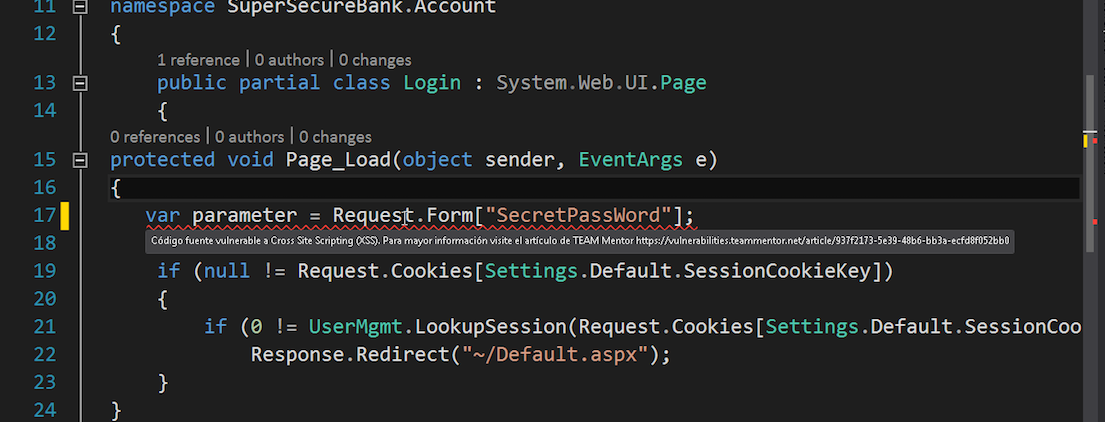 11 namespace SuperSecureBank.Account
12 {
1 reference | 0 authors | 0 changes
13 public partial class Login : System.Web.UI.Page
14 {
0 references | 0 authors | 0 changes
15 protected void Page_Load(object sender, EventArgs e)
16 {
17 var parameter = Request.Form["SecretPassWord"];
18 Código fuente vulnerable a Cross Site Scripting (XSS). Para mayor información visite el artículo de TEAM Mentor https://vulnerabilities.teammentor.net/article/937f2173-5e39-48b6-bb3a-ecfd8f052bb0
19 if (null != Request.Cookies[Settings.Default.SessionCookieKey])
20 {
21 if (0 != UserMgmt.LookupSession(Request.Cookies[Settings.Default.SessionCoo
22 Response.Redirect("~/Default.aspx");
23 }
24 }